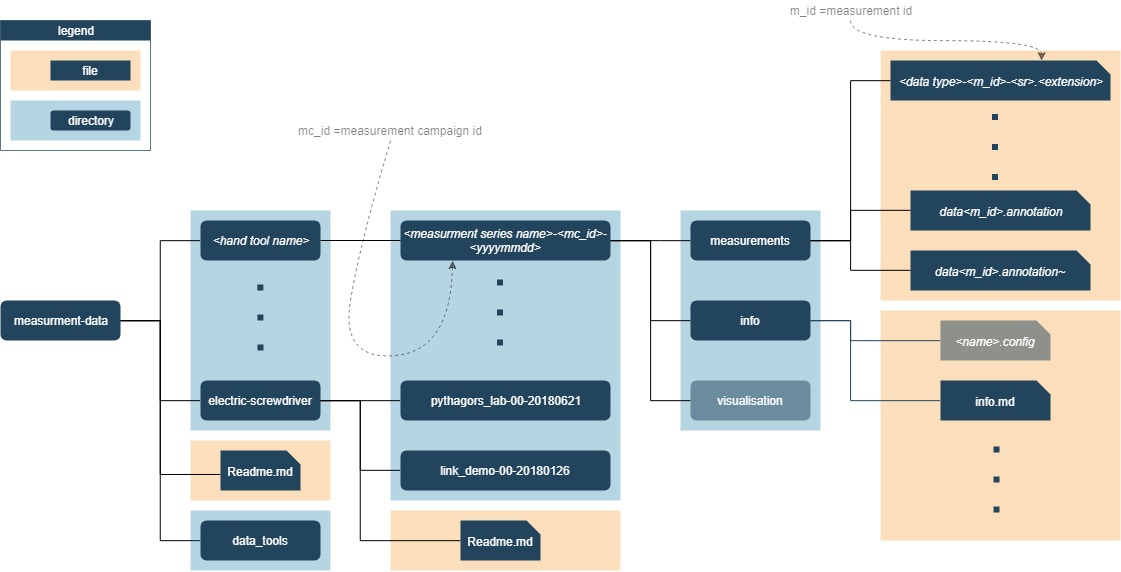 m_id =measurement id
legend
file
directory
mc_id =measurement campaign id
<data type>-<m_id>-<sr>.<extension>
data<m_id>.annotation
data<m_id>.annotation~
<hand tool name>
<measurment series name>-<mc_id>-
<yyyymmdd>
measurements
measurment-data
info
<name>.config
electric-screwdriver
pythagors_lab-00-20180621
visualisation
info.md
Readme.md
link_demo-00-20180126
data_tools
Readme.md